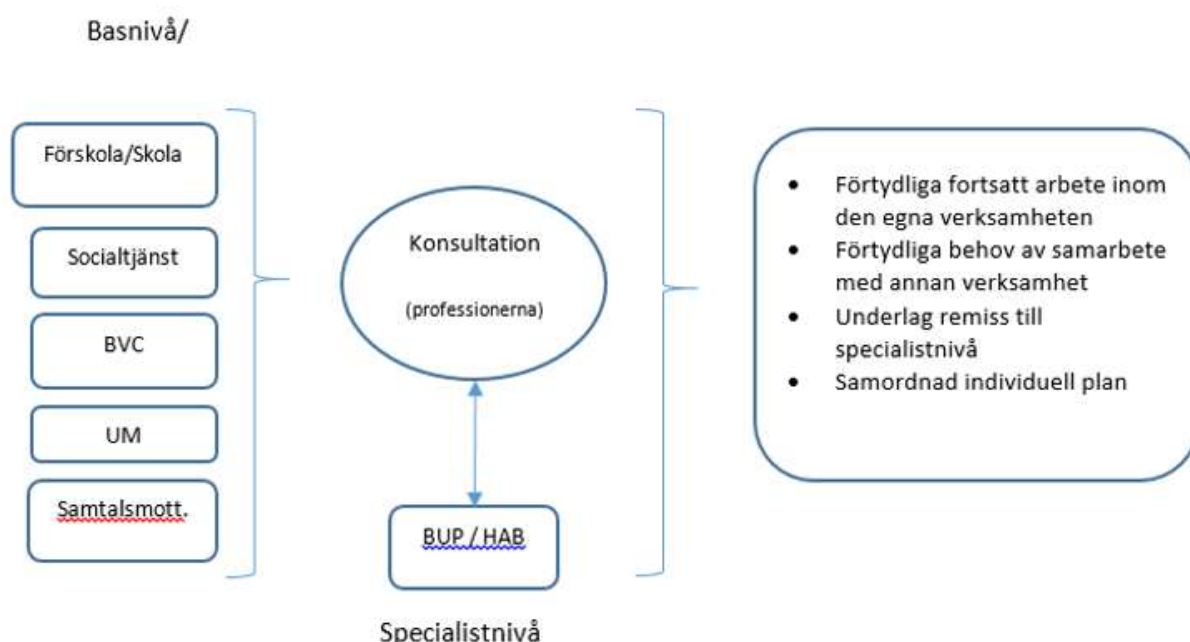 Basnivå/
Förskola/Skola
Socialtjänst
BVC
UM
Samtalsmott.
Konsultation
(professionerna)
BUP / HAB
Specialistnivå
• Förtydliga fortsatt arbete inom
den egna verksamheten
• Förtydliga behov av samarbete
med annan verksamhet
• Underlag remiss till
specialistnivå
• Samordnad individuell plan